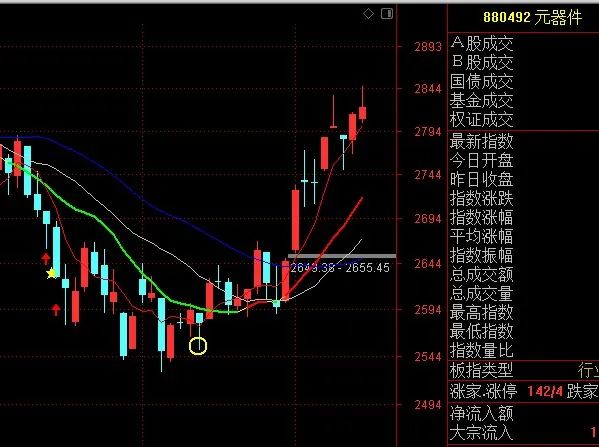 880492 元器件
2893
2844
2794
2744
2694
2644
2594
2544
2494
2649.38 - 2655.45
A股成交
B股成交
国债成交
基金成交
权证成交
最新指数
今日开盘
昨日收盘
指数涨跌
指数涨幅
平均涨幅
指数振幅
总成交额
总成交量
最高指数
最低指数
指数量比
板指类型 行业
涨家.涨停 142/4 跌家
净流入额
大宗流入 1